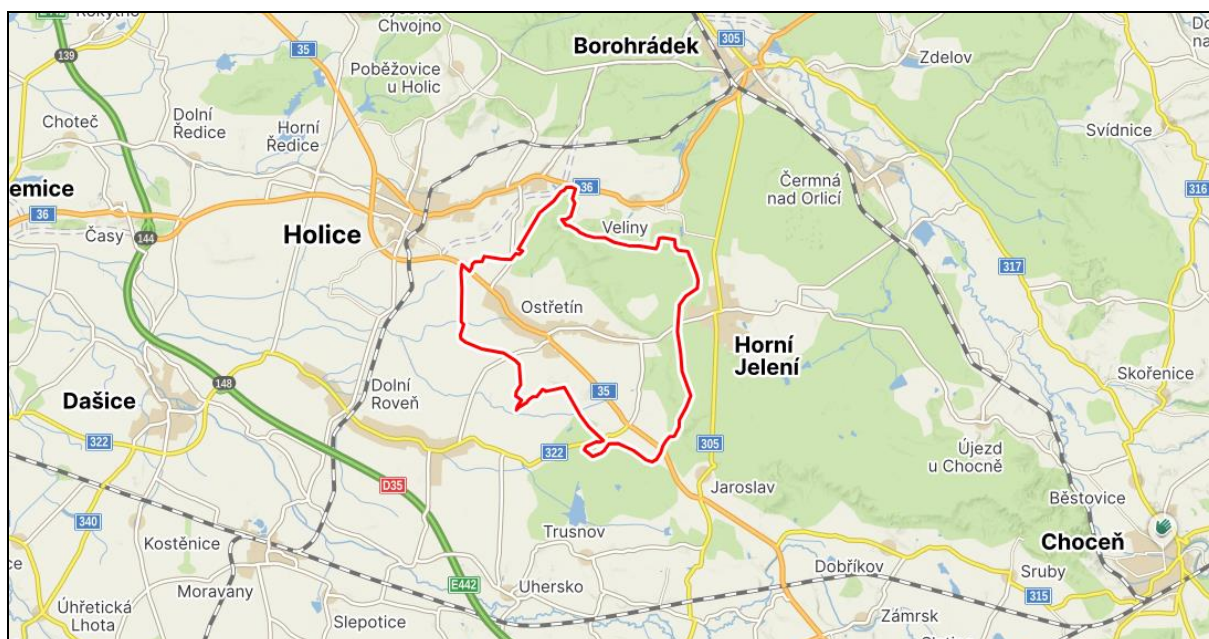 Chvojno
35
305
Borohrádek
Zdelov
139
Poběžovice
u Holic
Dolní
Ředice
Choteč
Horní
Ředice
Svídnice
emice
36
Čermná
nad Orlicí
316
36
Časy
144
Holice
Veliny
317
Ostřetín
Horní
Jelení
148
Dolní
Roveň
35
Skořenice
Dašice
322
322
305
Újezd
u Chocně
D35
Jaroslav
Běstovice
340
Trusnov
Kostěnice
Choceň
Dobříkov
Moravany
E442
Uhersko
Sruby
315
Úhřetická
Lhota
Slepotice
Zámrsk